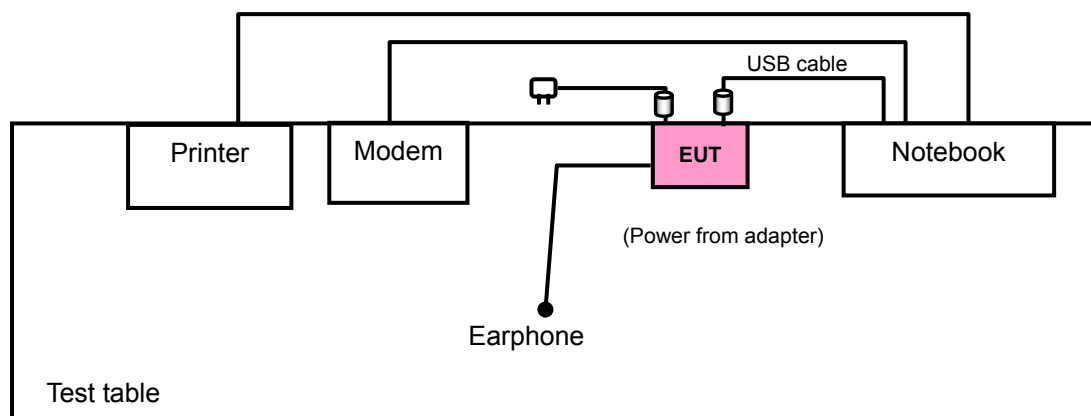 USB cable
Printer
Modem
EUT
Notebook
(Power from adapter)
Earphone
Test table